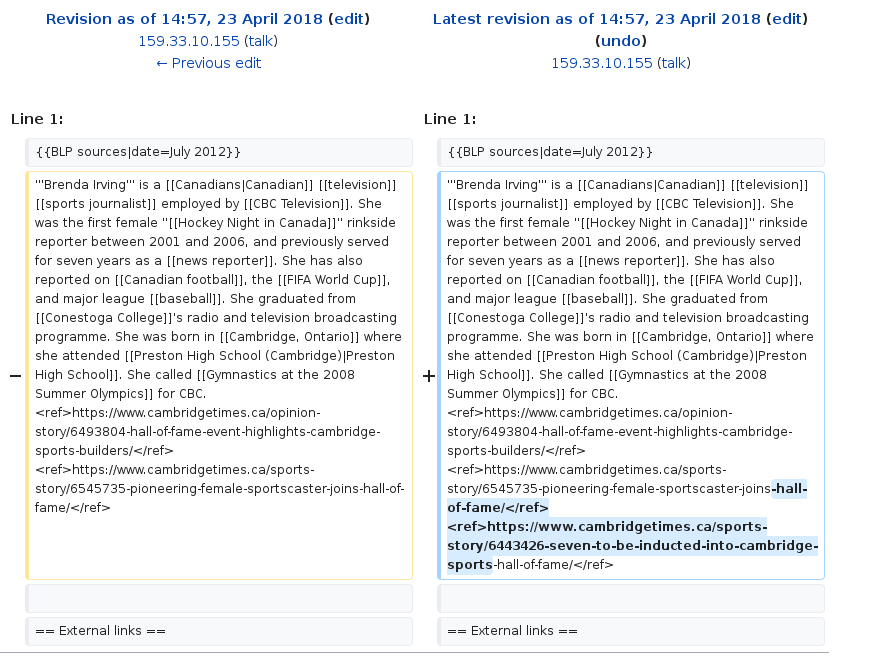 Revision as of 14:57, 23 April 2018 (edit)
159.33.10.155 (talk)
← Previous edit
Latest revision as of 14:57, 23 April 2018 (edit)
(undo)
159.33.10.155 (talk)
Line 1:
Line 1:
{{BLP sources|date=July 2012}}
{{BLP sources|date=July 2012}}
−
'''Brenda Irving''' is a [[Canadians|Canadian]] [[television]]
[[sports journalist]] employed by [[CBC Television]]. She
was the first female ''[[Hockey Night in Canada]]'' rinkside
reporter between 2001 and 2006, and previously served
for seven years as a [[news reporter]]. She has also
reported on [[Canadian football]], the [[FIFA World Cup]],
and major league [[baseball]]. She graduated from
[[Conestoga College]]'s radio and television broadcasting
programme. She was born in [[Cambridge, Ontario]] where
she attended [[Preston High School (Cambridge)|Preston
High School]]. She called [[Gymnastics at the 2008
Summer Olympics]] for CBC.
<ref>https://www.cambridgetimes.ca/opinion-
story/6493804-hall-of-fame-event-highlights-cambridge-
sports-builders/</ref>
<ref>https://www.cambridgetimes.ca/sports-
story/6545735-pioneering-female-sportscaster-joins-hall-of-
fame/</ref>
+
'''Brenda Irving''' is a [[Canadians|Canadian]] [[television]]
[[sports journalist]] employed by [[CBC Television]]. She
was the first female ''[[Hockey Night in Canada]]'' rinkside
reporter between 2001 and 2006, and previously served
for seven years as a [[news reporter]]. She has also
reported on [[Canadian football]], the [[FIFA World Cup]],
and major league [[baseball]]. She graduated from
[[Conestoga College]]'s radio and television broadcasting
programme. She was born in [[Cambridge, Ontario]] where
she attended [[Preston High School (Cambridge)|Preston
High School]]. She called [[Gymnastics at the 2008
Summer Olympics]] for CBC.
<ref>https://www.cambridgetimes.ca/opinion-
story/6493804-hall-of-fame-event-highlights-cambridge-
sports-builders/</ref>
<ref>https://www.cambridgetimes.ca/sports-
story/6545735-pioneering-female-sportscaster-joins-hall-
of-fame/</ref>
<ref>https://www.cambridgetimes.ca/sports-
story/6443426-seven-to-be-inducted-into-cambridge-
sports-hall-of-fame/</ref>
== External links ==
== External links ==